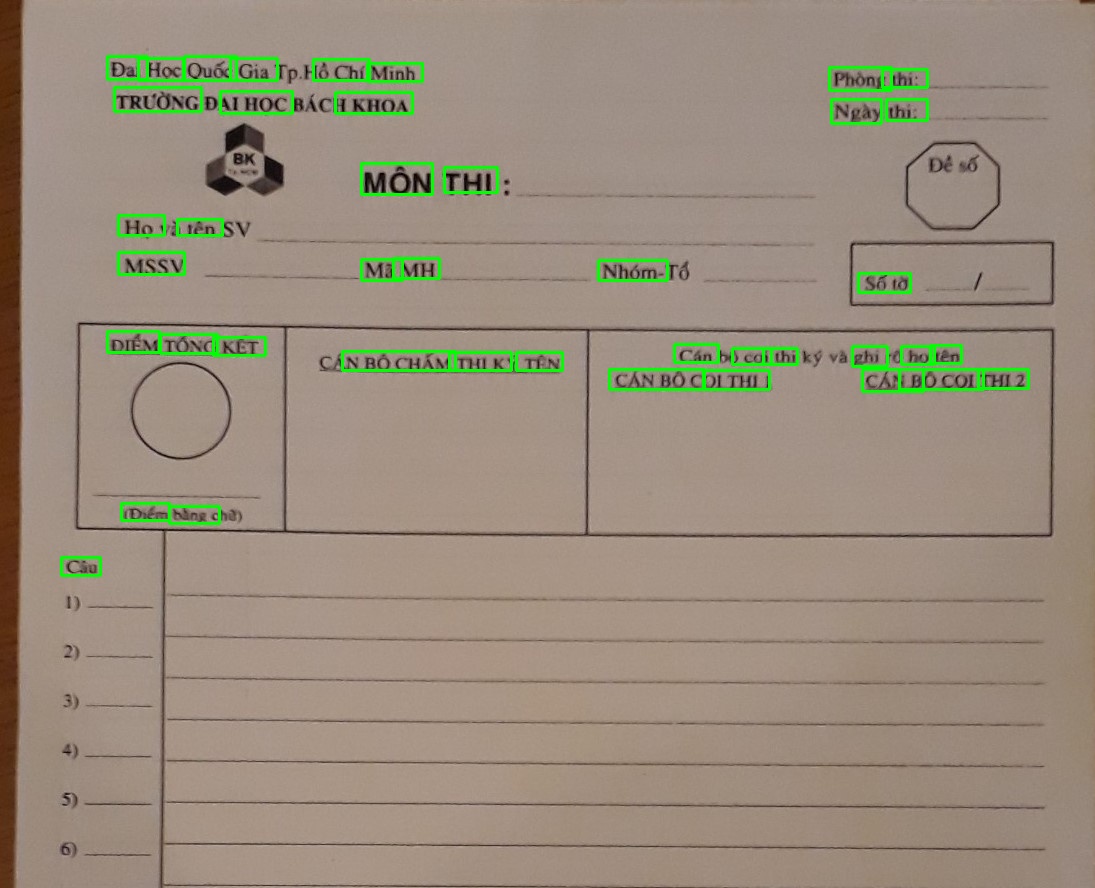 Đại Học Quốc Gia Tp.Hồ Chí Minh
TRƯỜNG ĐẠI HỌC BÁCH KHOA
Phòng thi:
Ngày thi:
BK
TP.HCM
MÔN THI :
Đề số
Họ và tên SV
MSSV Mã MH Nhóm-Tổ
Số tờ /
ĐIỂM TỔNG KẾT
CÁN BỘ CHẤM THI KÝ TÊN
Cán bộ coi thi ký và ghi rõ họ tên
CÁN BỘ COI THI 1 CÁN BỘ COI THI 2
(Điểm bằng chữ)
Câu
1)
2)
3)
4)
5)
6)